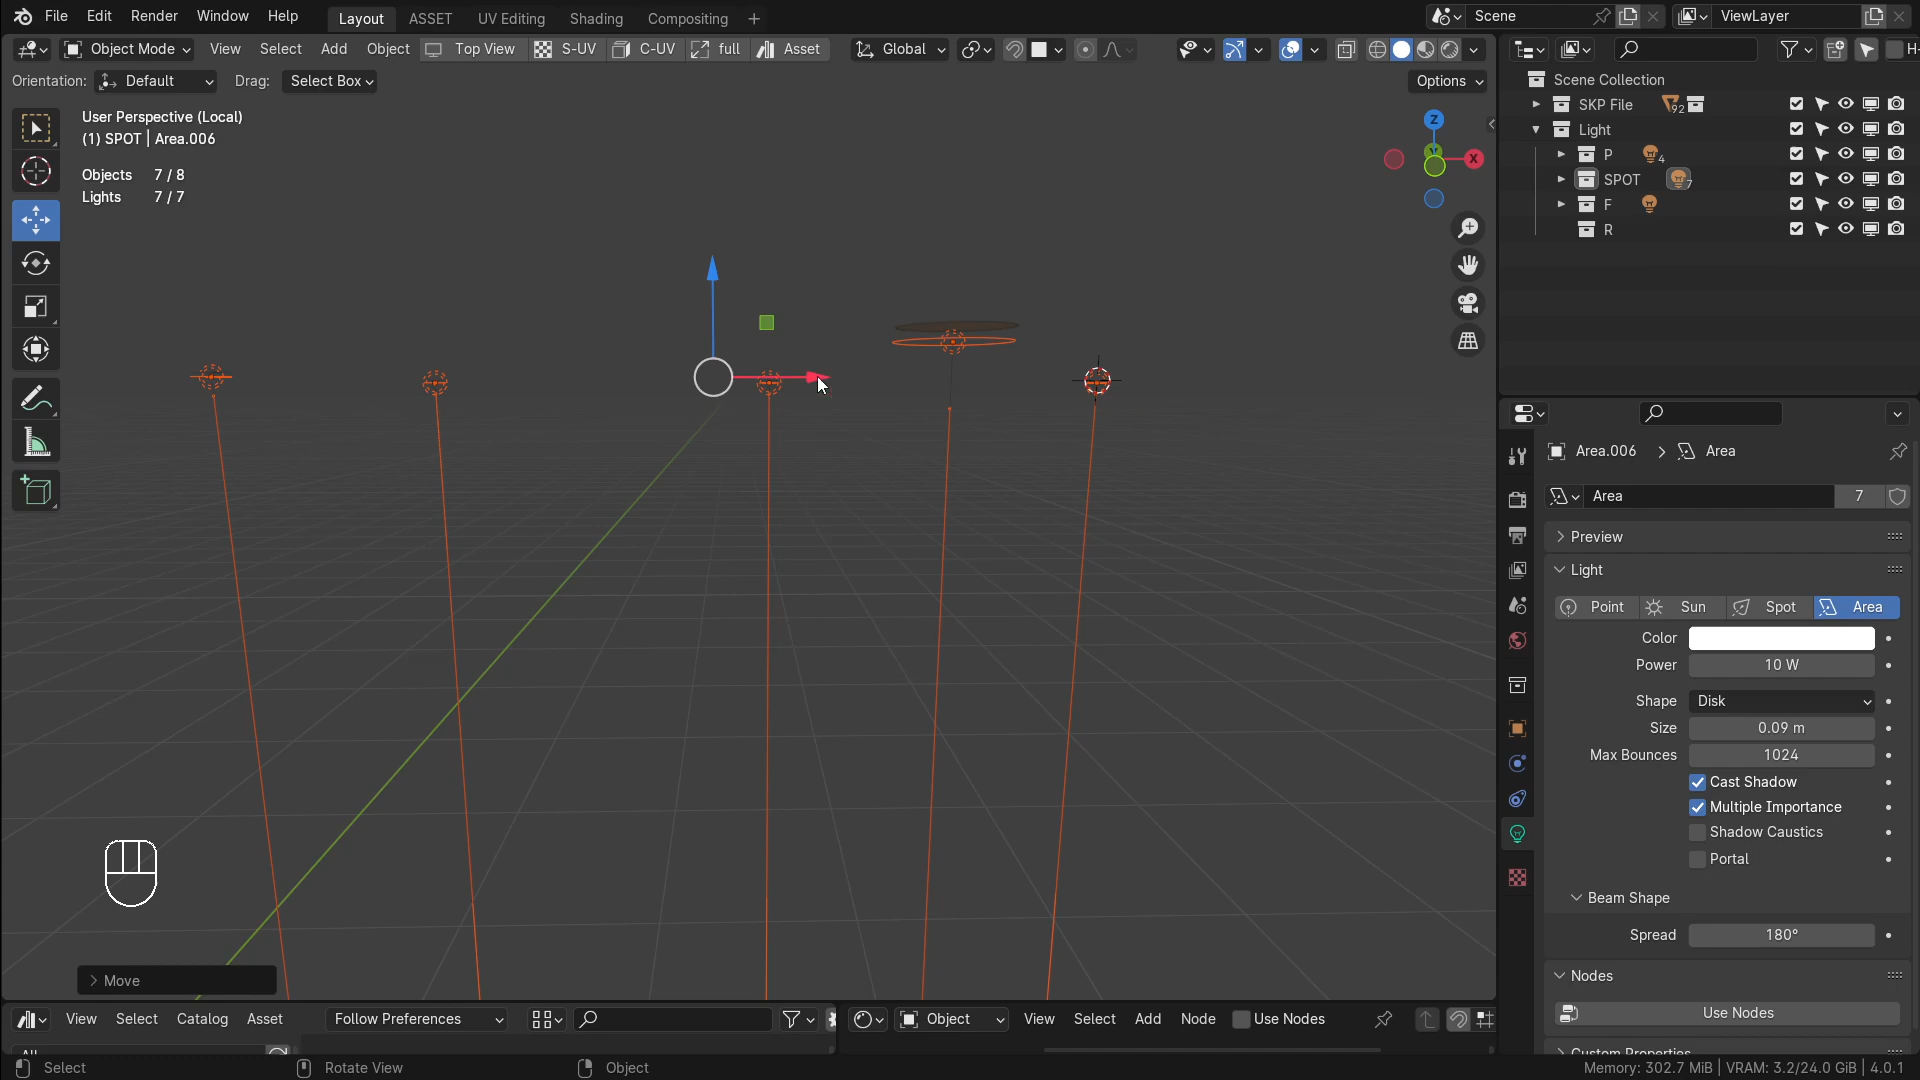 File Edit Render Window Help Layout ASSET UV Editing Shading Compositing + Scene ViewLayer
Object Mode View Select Add Object Top View S-UV C-UV full Asset Global
Orientation: Default Drag: Select Box Options
User Perspective (Local)
(1) SPOT | Area.006
Objects 7 / 8
Lights 7 / 7
Z
X
Move
Scene Collection
SKP File 92
Light
P 4
SPOT 7
F
R
Area.006 > Area
Area 7
Preview
Light
Point Sun Spot Area
Color
Power 10 W
Shape Disk
Size 0.09 m
Max Bounces 1024
Cast Shadow
Multiple Importance
Shadow Caustics
Portal
Beam Shape
Spread 180°
Nodes
Use Nodes
Custom Properties
View Select Catalog Asset Follow Preferences
All
Object View Select Add Node Use Nodes
Select Rotate View Object Memory: 302.7 MiB | VRAM: 3.2/24.0 GiB | 4.0.1